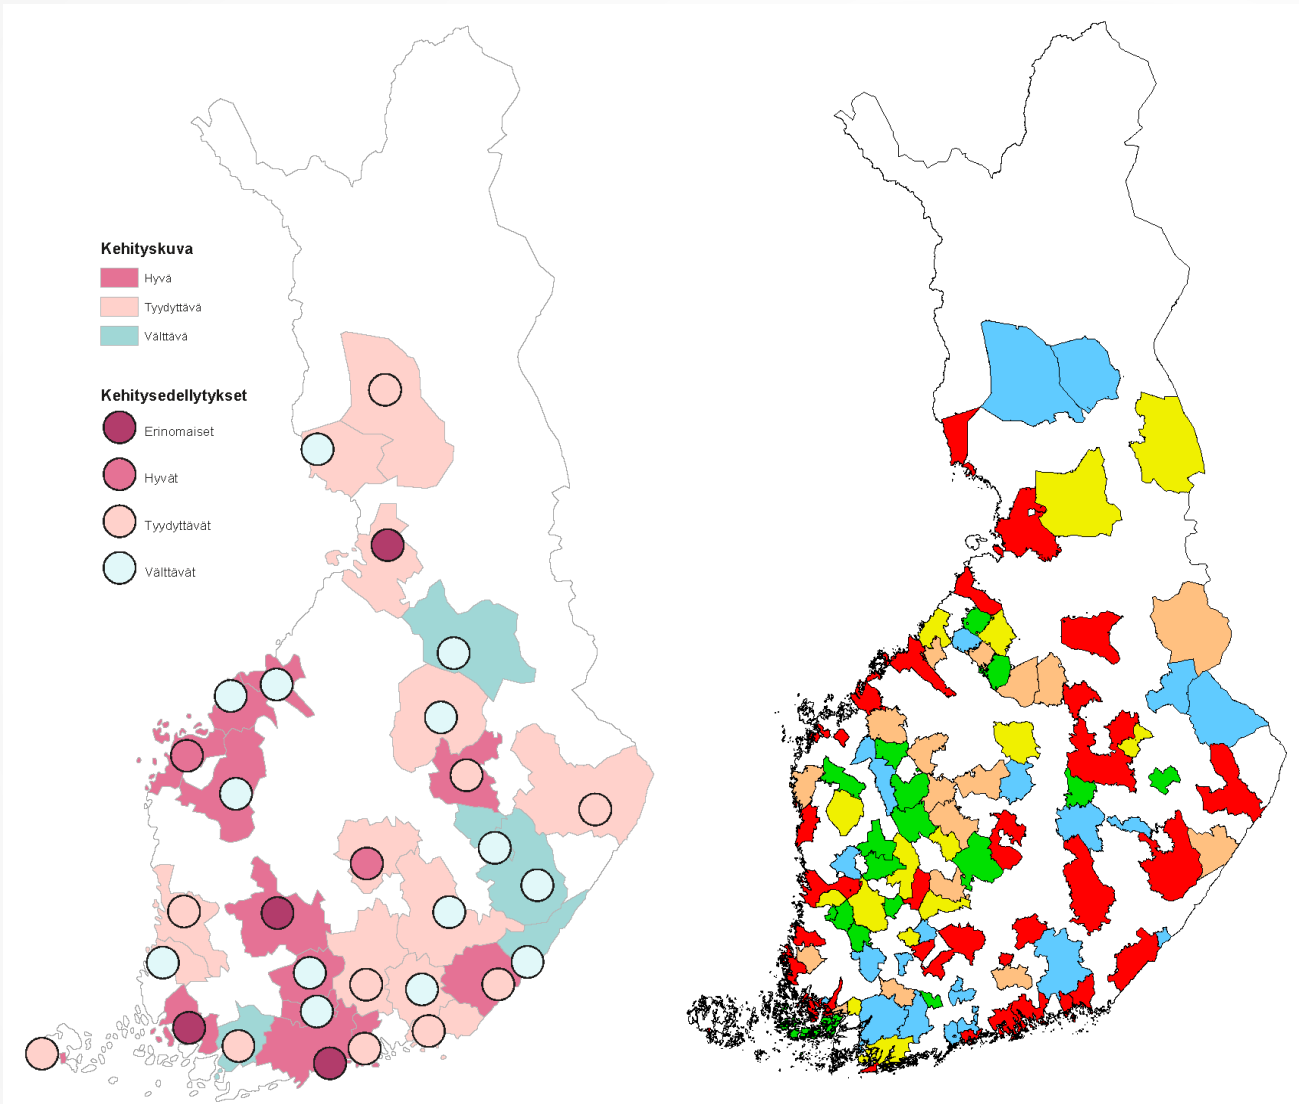 Kehityskuva
Hyvä
Tyydyttävä
Välttävä
Kehitysedellytykset
Erinomaiset
Hyvät
Tyydyttävät
Välttävät